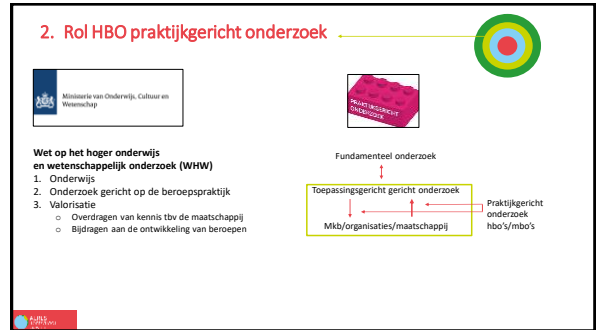 2. Rol HBO praktijkgericht onderzoek
Ministerie van Onderwijs, Cultuur en
Wetenschap
PRAKTIJKGERICHT
ONDERZOEK
Wet op het hoger onderwijs
en wetenschappelijk onderzoek (WHW)
1. Onderwijs
2. Onderzoek gericht op de beroepspraktijk
3. Valorisatie
o Overdragen van kennis tbv de maatschappij
o Bijdragen aan de ontwikkeling van beroepen
Fundamenteel onderzoek
Toepassingsgericht gericht onderzoek
Mkb/organisaties/maatschappij
Praktijkgericht
onderzoek
hbo's/mbo's